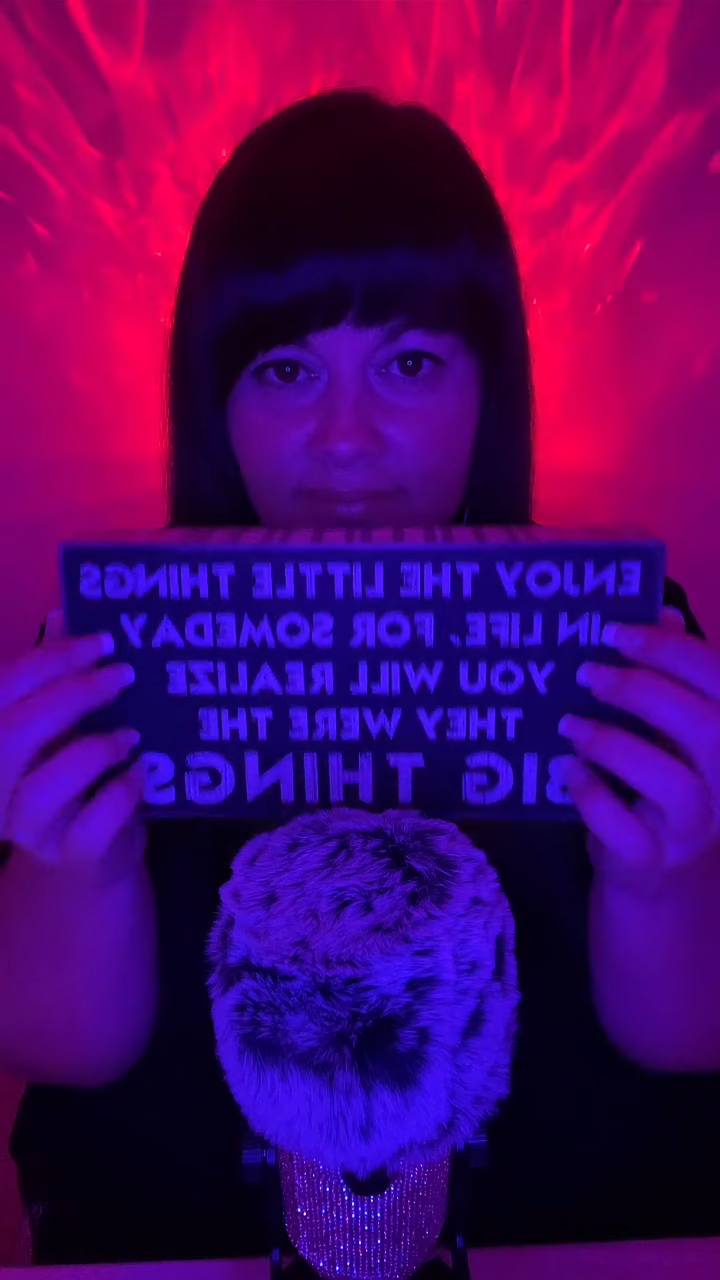 ENJOY THE LITTLE THINGS
IN LIFE, FOR SOMEDAY
YOU WILL REALIZE
THEY WERE THE
BIG THINGS